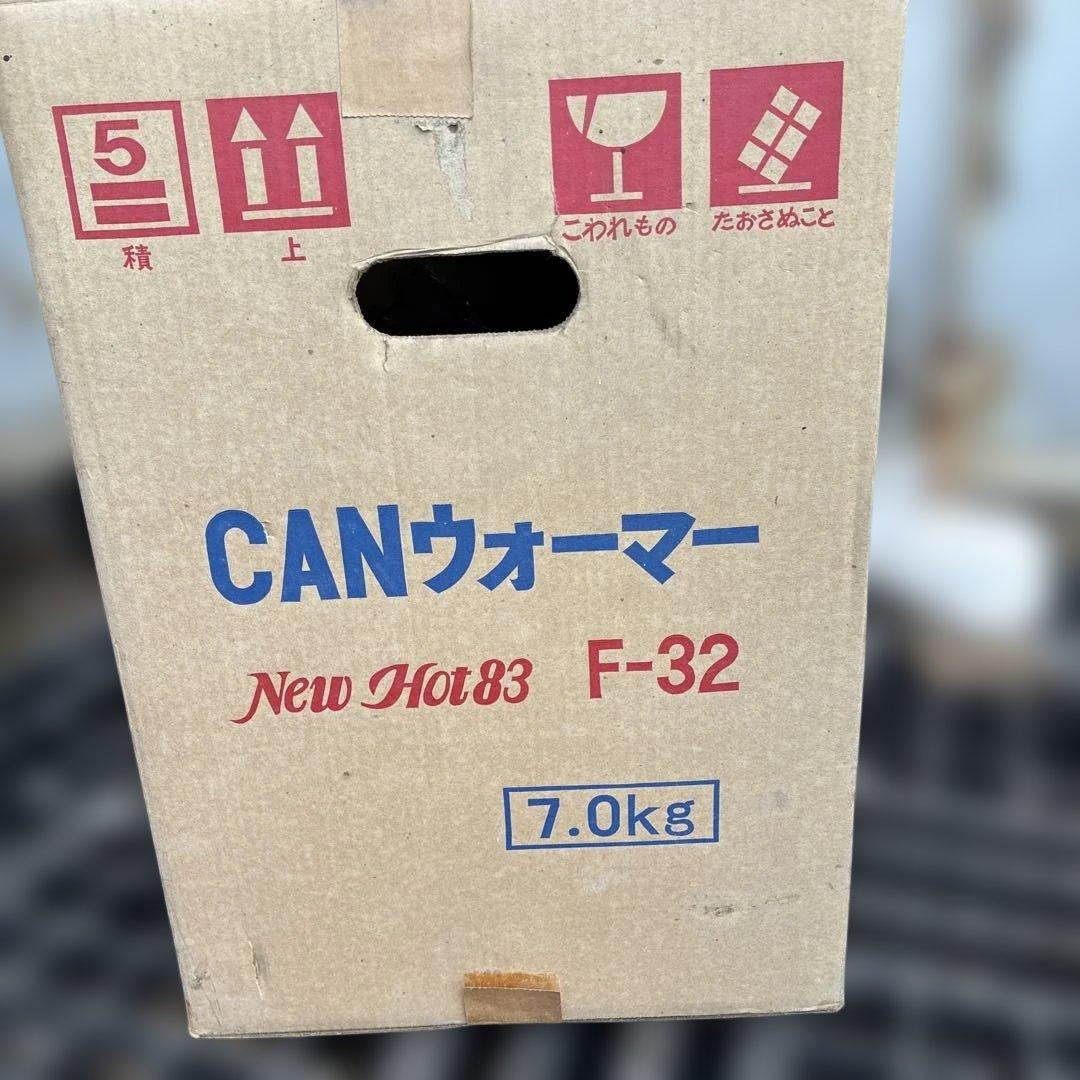 5
積
上
こわれもの
たおさぬこと
CANウォーマー
New Hot83 F-32
7.0kg